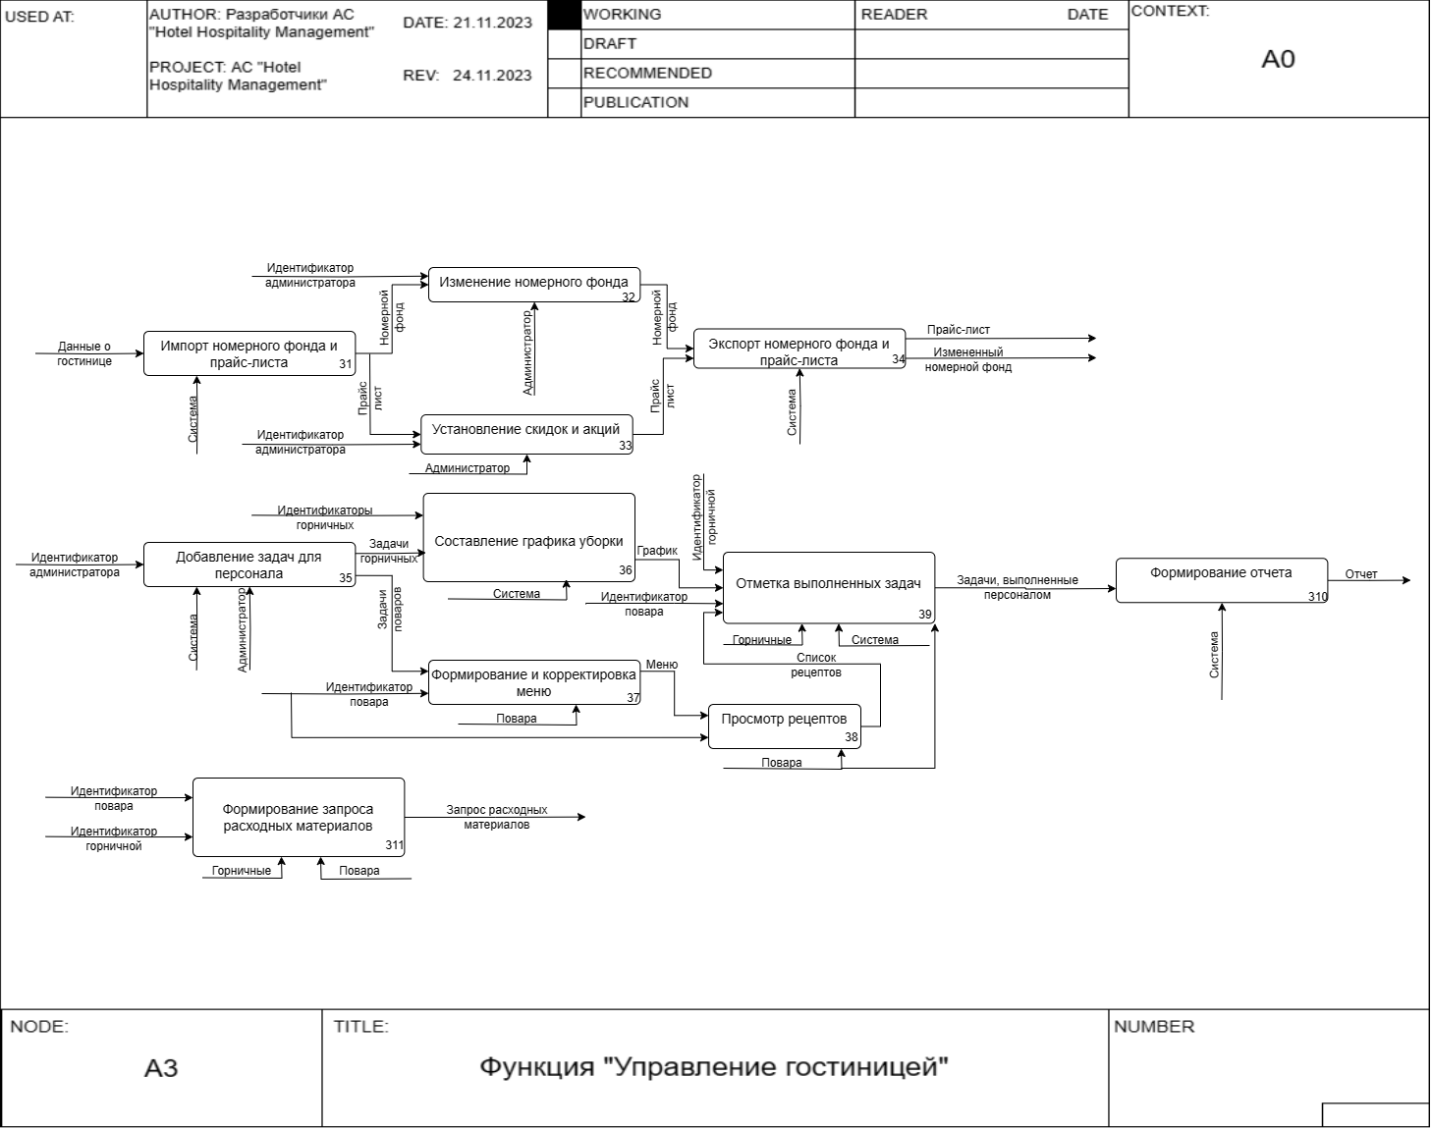 USED AT:
AUTHOR: Разработчики АС
"Hotel Hospitality Management"
DATE: 21.11.2023
PROJECT: АС "Hotel
Hospitality Management"
REV: 24.11.2023
WORKING
DRAFT
RECOMMENDED
PUBLICATION
READER
DATE
CONTEXT:
A0
Идентификатор
администратора
Изменение номерного фонда
32
Номерной
фонд
Номерной
фонд
Администратор
Данные о
гостинице
Импорт номерного фонда и
прайс-листа
31
Система
Прайс
лист
Экспорт номерного фонда и
прайс-листа
34
Прайс-лист
Измененный
номерной фонд
Система
Прайс
лист
Идентификатор
администратора
Установление скидок и акций
33
Администратор
Идентификаторы
горничных
Составление графика уборки
36
Система
График
Идентификатор
горничной
Идентификатор
администратора
Добавление задач для
персонала
35
Система
Администратор
Задачи
горничных
Задачи
поваров
Идентификатор
повара
Отметка выполненных задач
39
Горничные
Система
Задачи, выполненные
персоналом
Формирование отчета
310
Отчет
Система
Список
рецептов
Идентификатор
повара
Формирование и корректировка
меню
37
Повара
Меню
Просмотр рецептов
38
Повара
Идентификатор
повара
Идентификатор
горничной
Формирование запроса
расходных материалов
311
Горничные
Повара
Запрос расходных
материалов
NODE:
A3
TITLE:
Функция "Управление гостиницей"
NUMBER